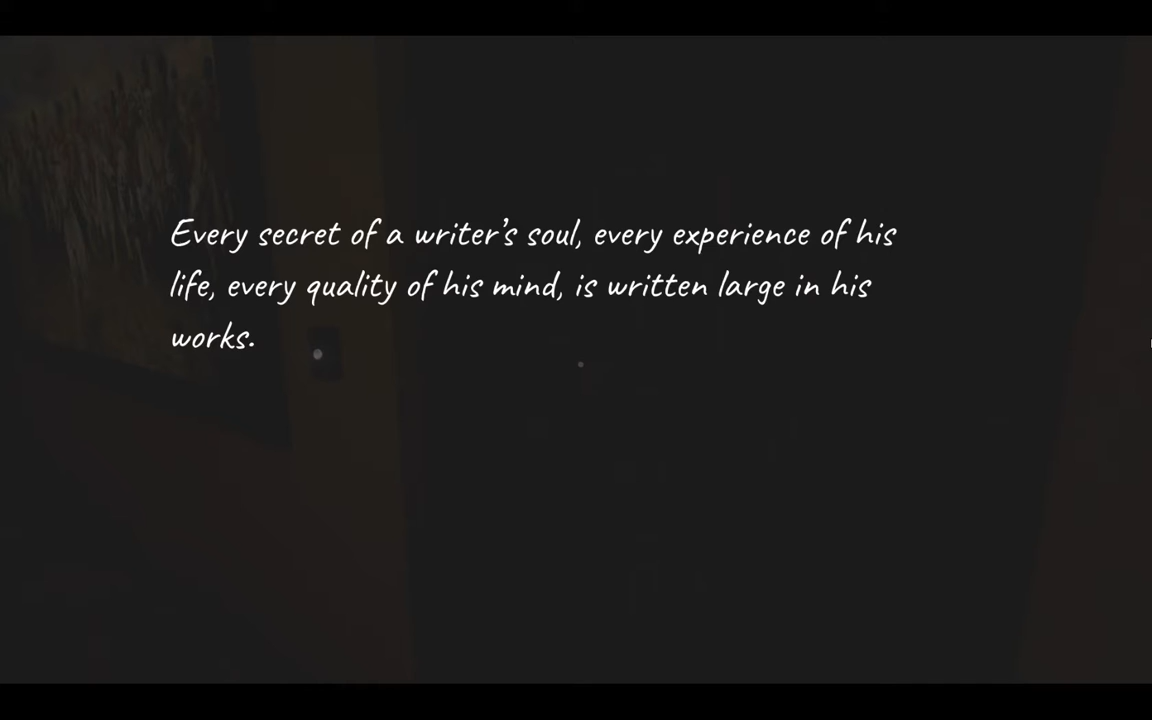 Every secret of a writer's soul, every experience of his
life, every quality of his mind, is written large in his
works.